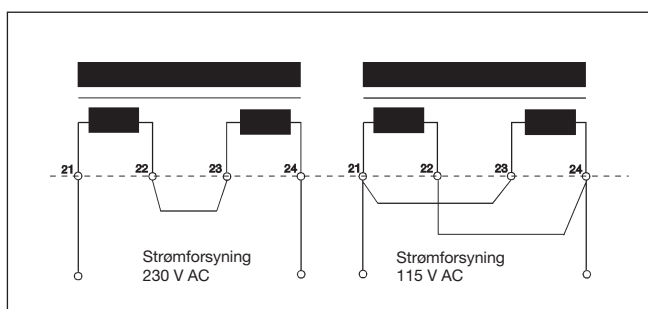 21 22 23 24 21 22 23 24
Strømforsyning
230 V AC
Strømforsyning
115 V AC